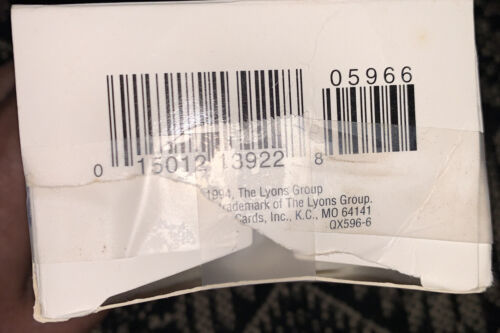 05966
0 15012 13922 8
1994, The Lyons Group
trademark of The Lyons Group.
Cards, Inc., K.C., MO 64141
QX596-6